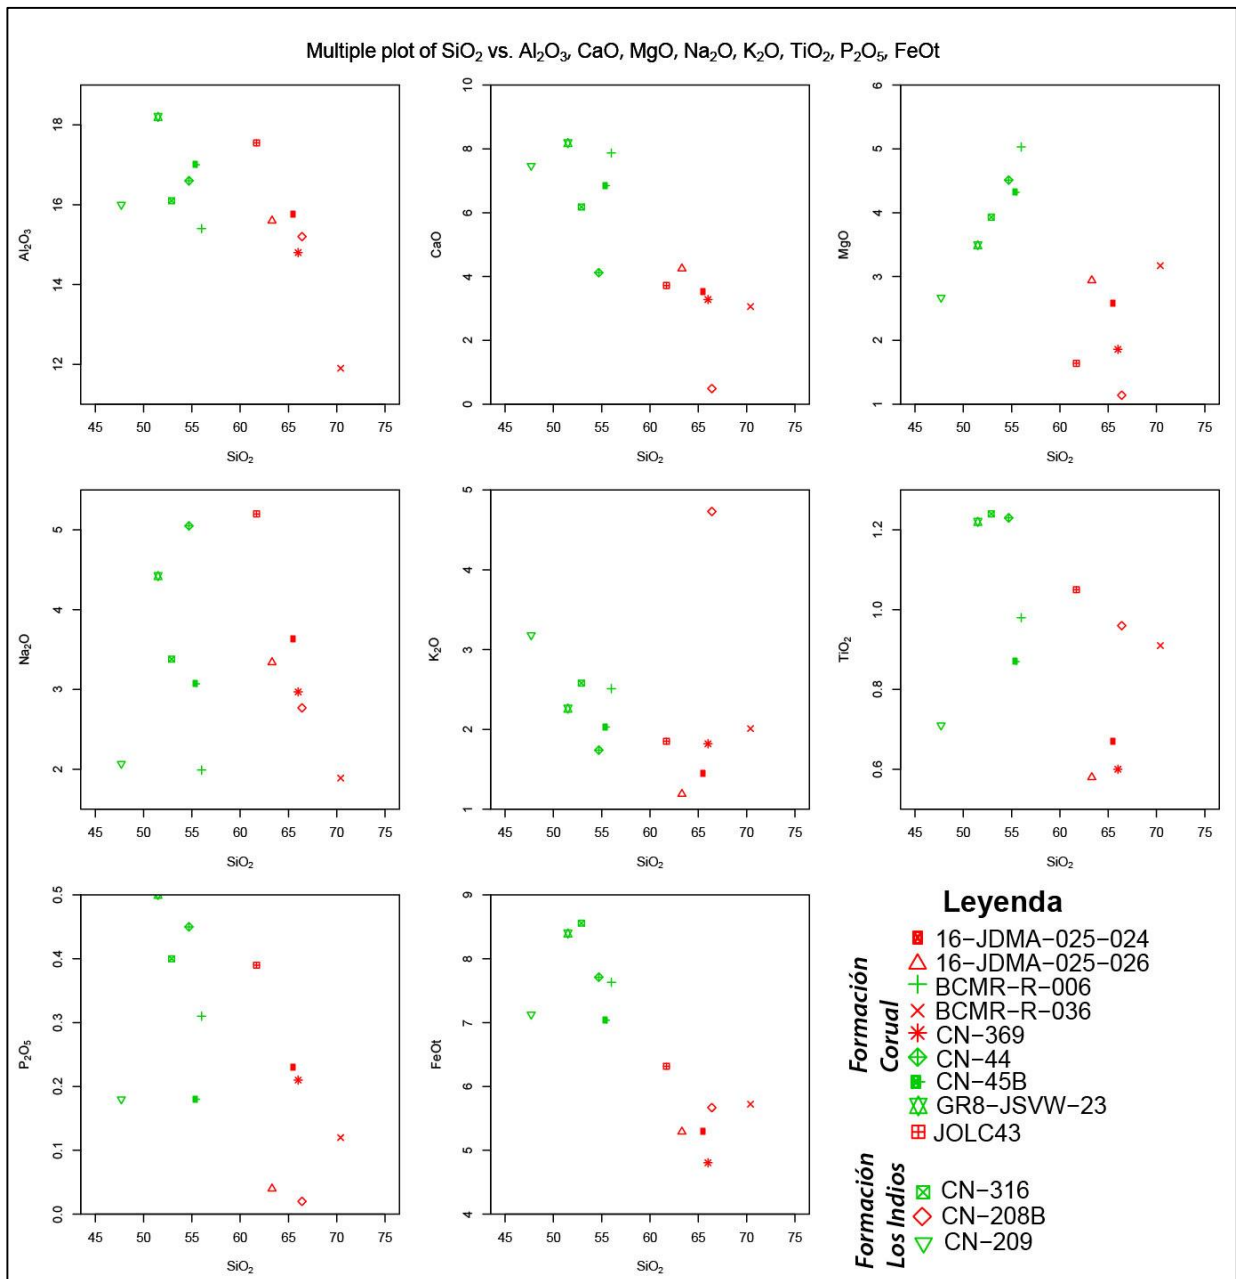 Multiple plot of SiO₂ vs. Al₂O₃, CaO, MgO, Na₂O, K₂O, TiO₂, P₂O₅, FeOt
Al₂O₃
18
16
14
12
45 50 55 60 65 70 75
SiO₂
CaO
10
8
6
4
2
0
45 50 55 60 65 70 75
SiO₂
MgO
6
5
4
3
2
1
45 50 55 60 65 70 75
SiO₂
Na₂O
5
4
3
2
45 50 55 60 65 70 75
SiO₂
K₂O
5
4
3
2
1
45 50 55 60 65 70 75
SiO₂
TiO₂
1.2
1.0
0.8
0.6
45 50 55 60 65 70 75
SiO₂
P₂O₅
0.5
0.4
0.3
0.2
0.1
0.0
45 50 55 60 65 70 75
SiO₂
FeOt
9
8
7
6
5
4
45 50 55 60 65 70 75
SiO₂
Leyenda
Formación
Corual
16−JDMA−025−024
16−JDMA−025−026
BCMR−R−006
BCMR−R−036
CN−369
CN−44
CN−45B
GR8−JSVW−23
JOLC43
Formación
Los Indios
CN−316
CN−208B
CN−209